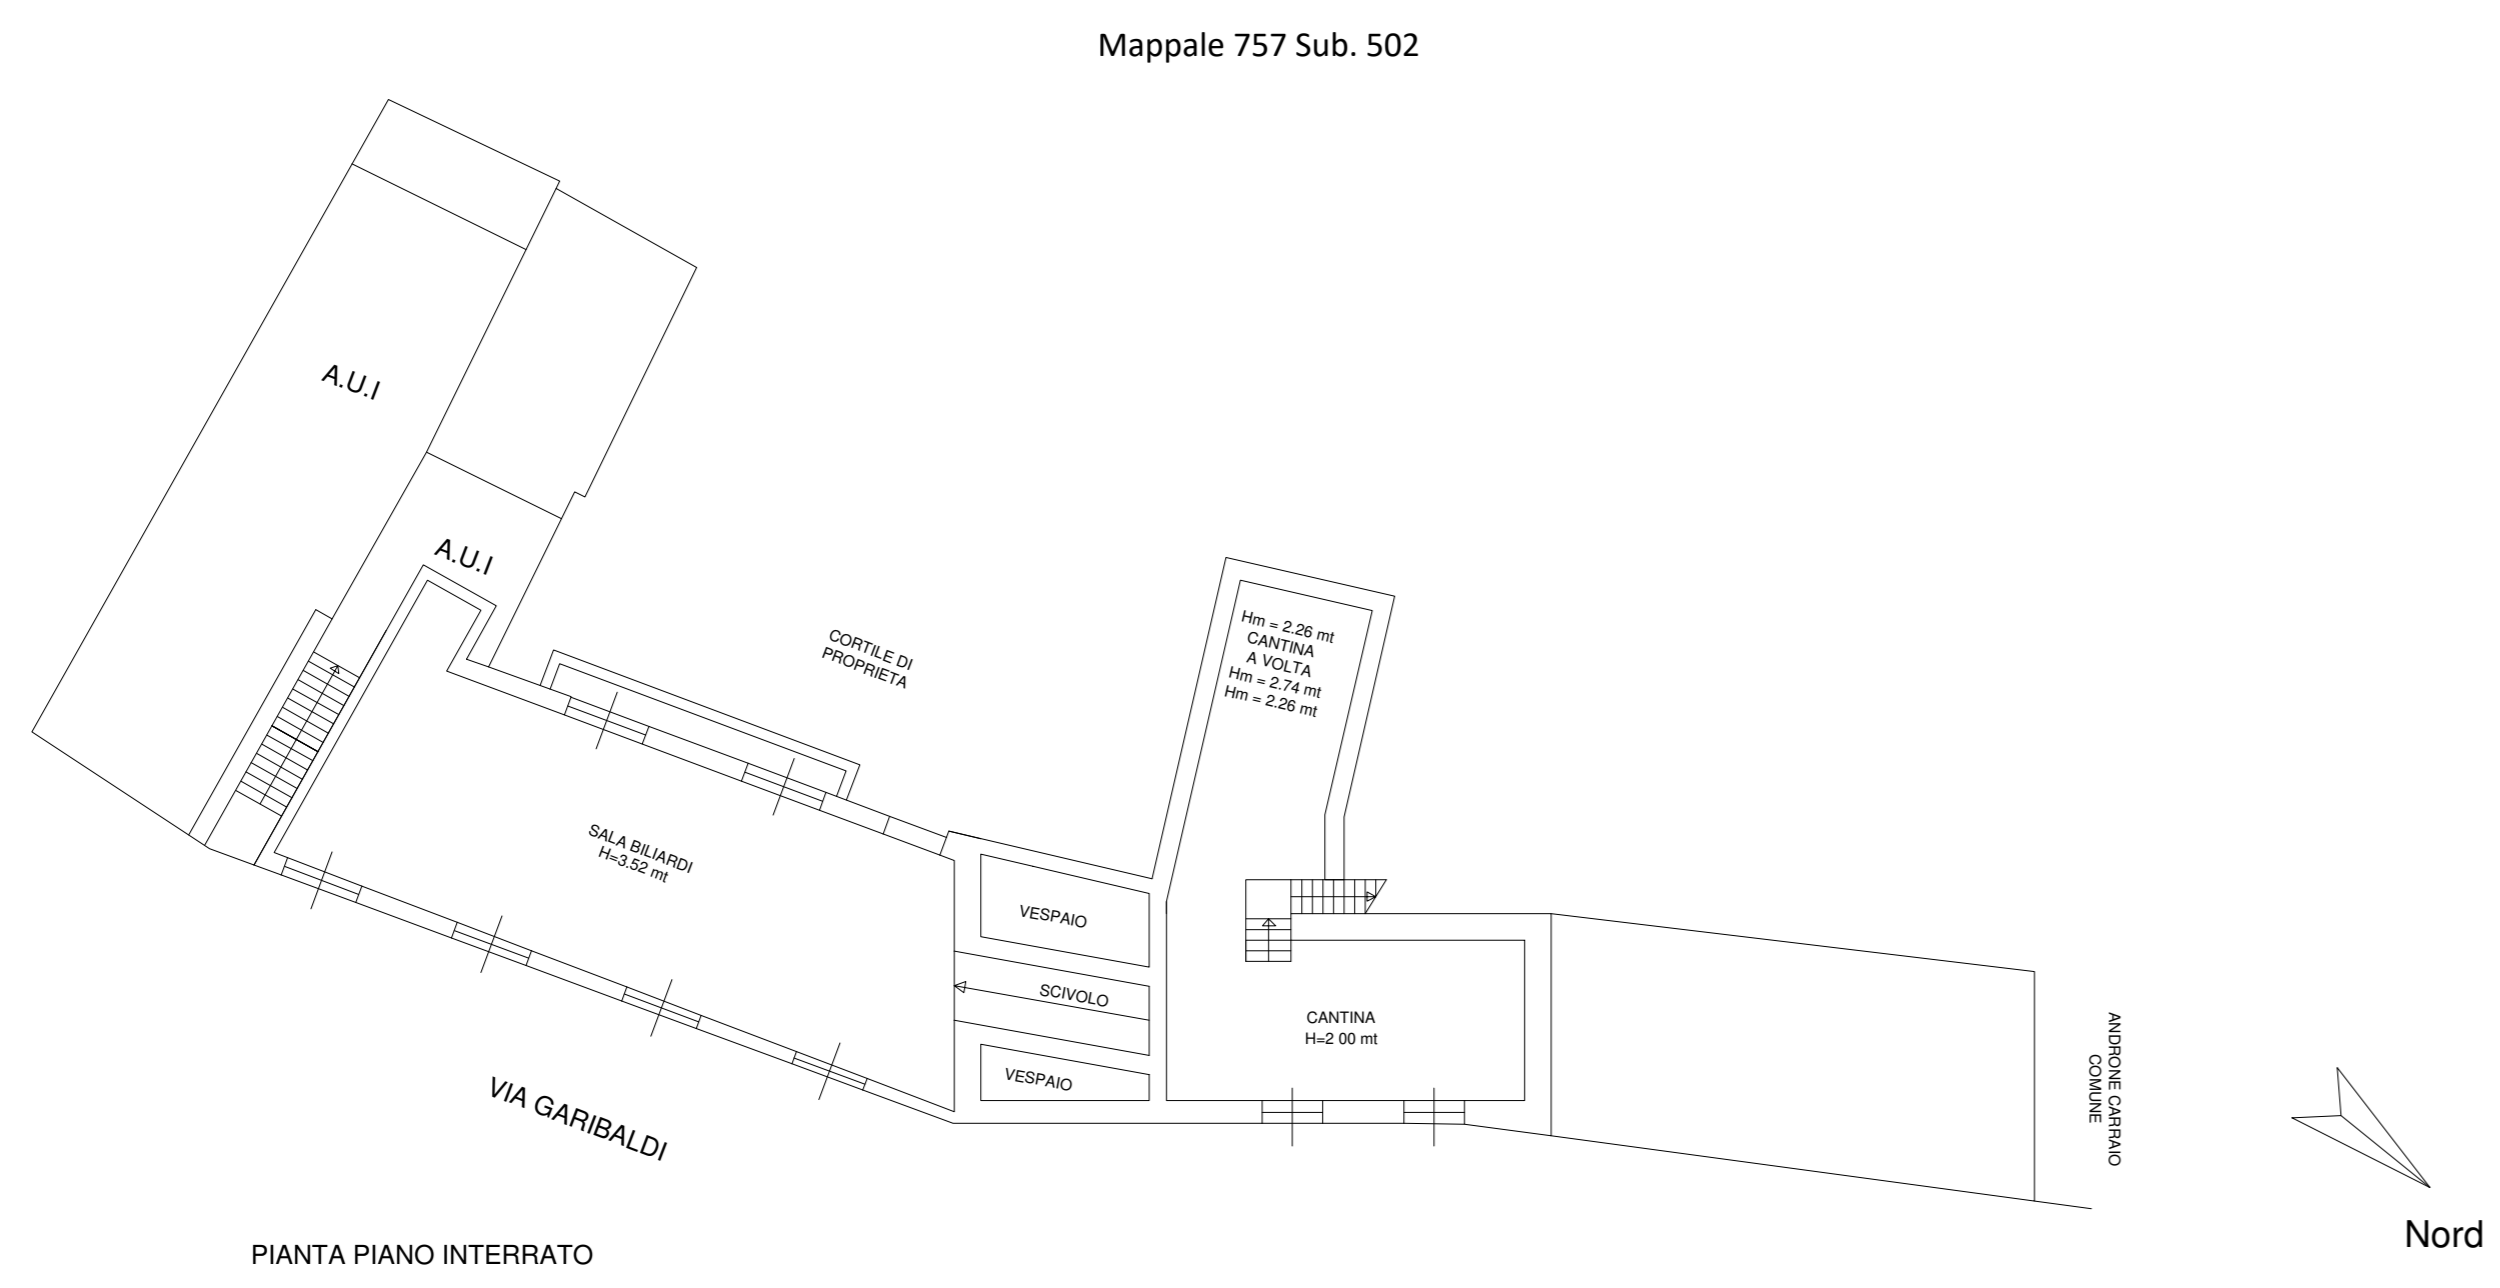 Mappale 757 Sub. 502
A.U.I
A.U.I
CORTILE DI
PROPRIETA
Hm = 2.26 mt
CANTINA
A VOLTA
Hm = 2.74 mt
Hm = 2.26 mt
SALA BILIARDI
H=3.52 mt
VESPAIO
SCIVOLO
VESPAIO
CANTINA
H=2 00 mt
ANDRONE CARRAIO
COMUNE
VIA GARIBALDI
Nord
PIANTA PIANO INTERRATO